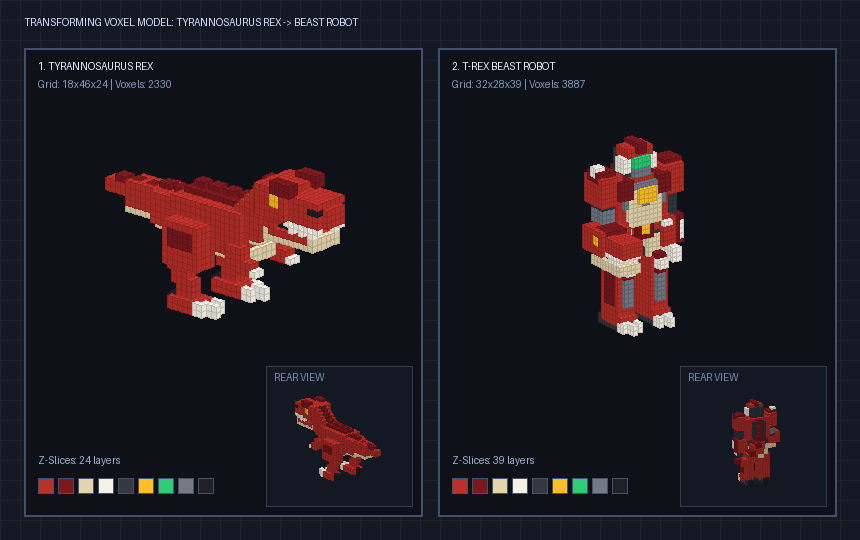 TRANSFORMING VOXEL MODEL: TYRANNOSAURUS REX -> BEAST ROBOT
1. TYRANNOSAURUS REX
Grid: 18x46x24 | Voxels: 2330
REAR VIEW
Z-Slices: 24 layers
2. T-REX BEAST ROBOT
Grid: 32x28x39 | Voxels: 3887
REAR VIEW
Z-Slices: 39 layers